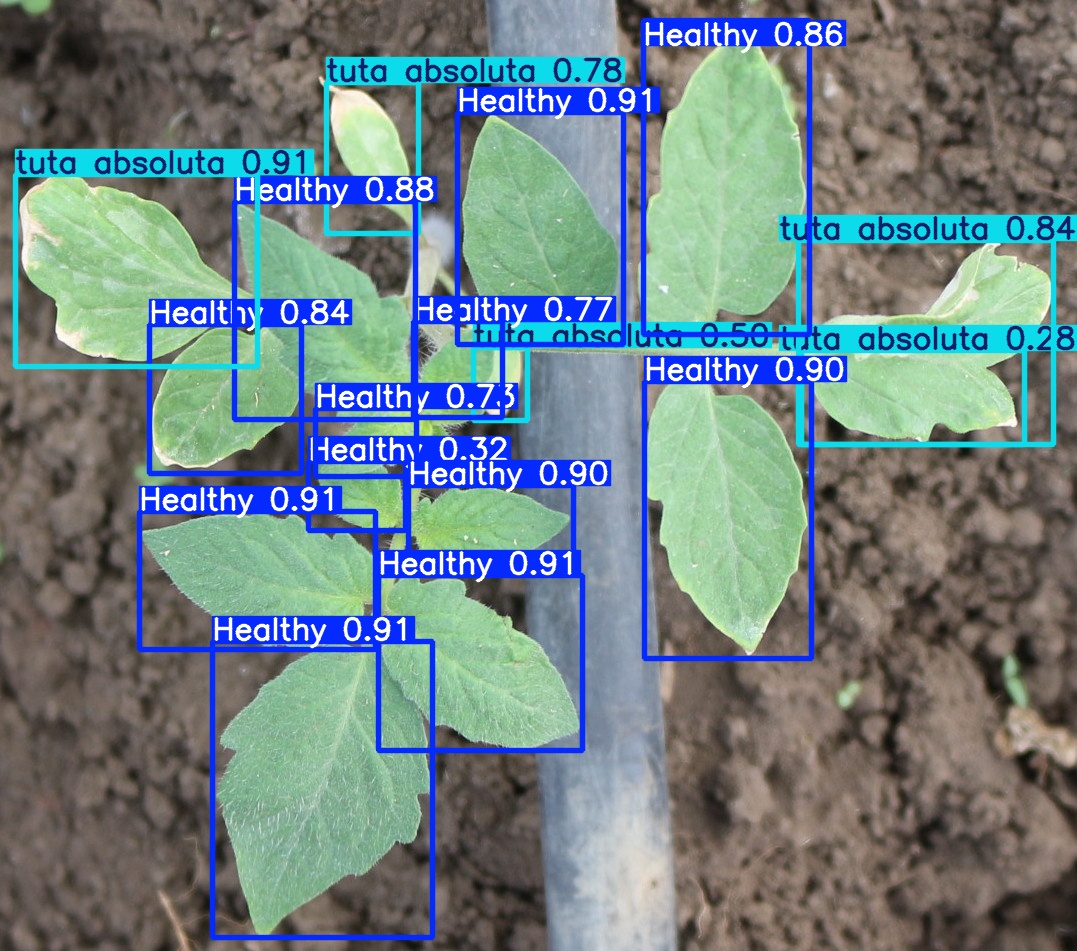 Healthy 0.86
tuta absoluta 0.78
Healthy 0.91
tuta absoluta 0.91
Healthy 0.88
tuta absoluta 0.84
Healthy 0.84
Healthy 0.77
tuta absoluta 0.50
tuta absoluta 0.28
Healthy 0.90
Healthy 0.73
Healthy 0.32
Healthy 0.90
Healthy 0.91
Healthy 0.91
Healthy 0.91